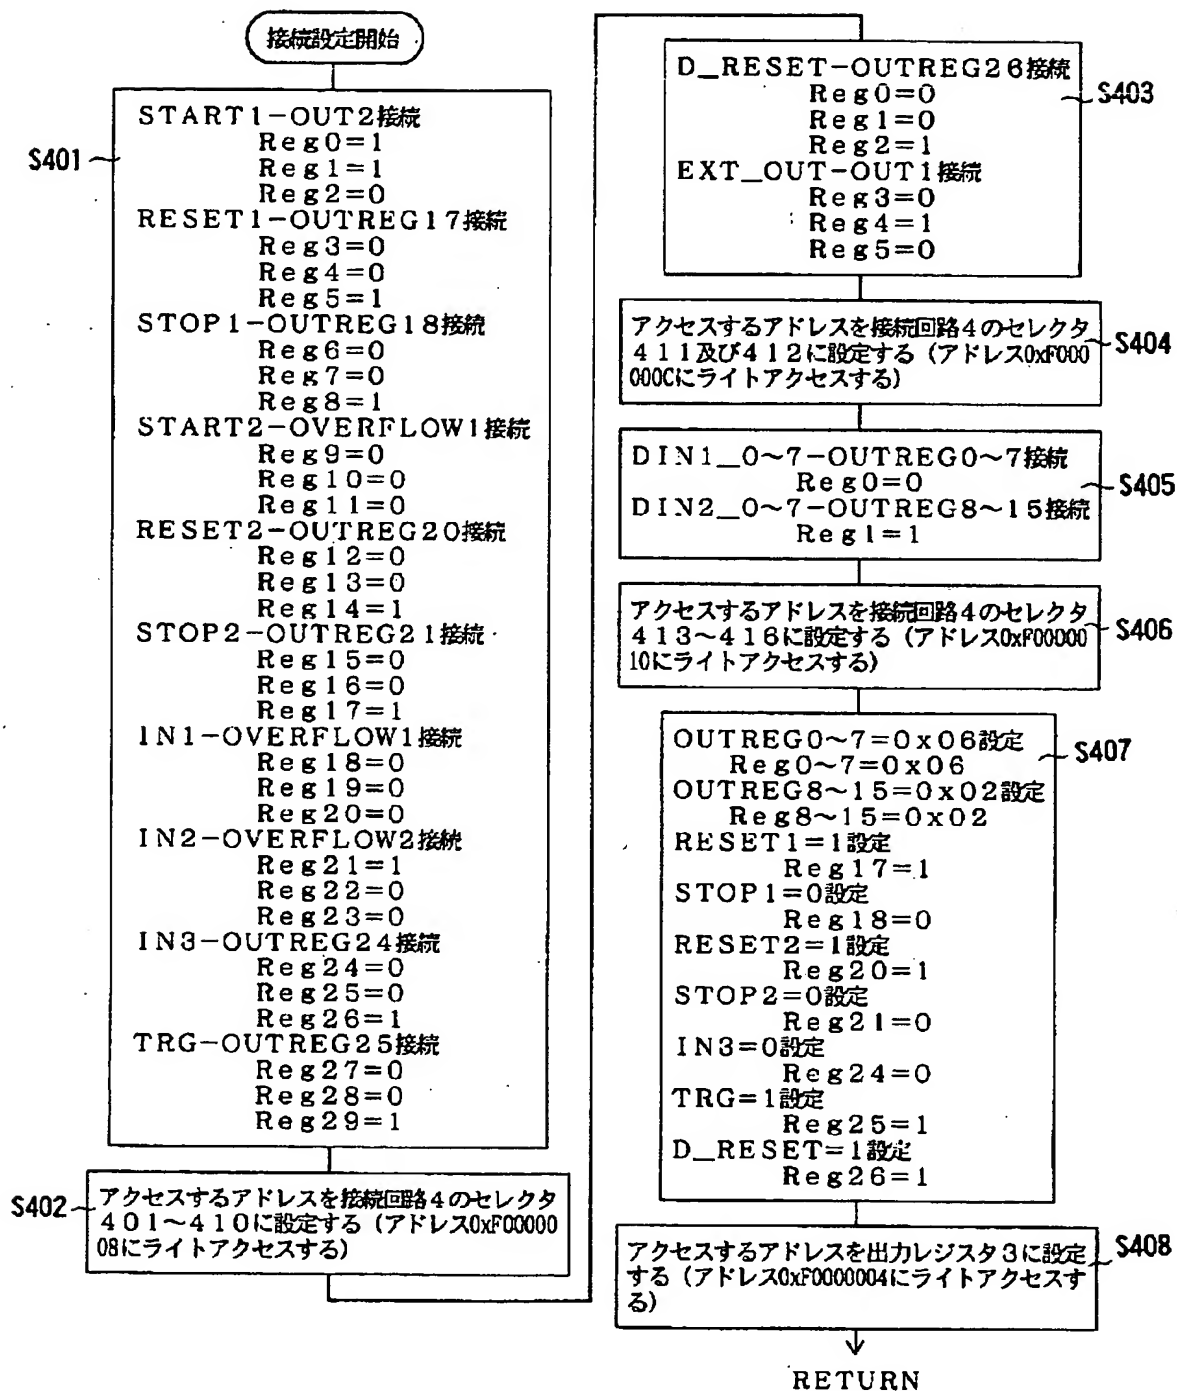 接続設定開始
S401
START1-OUT2接続
Reg0=1
Reg1=1
Reg2=0
RESET1-OUTREG17接続
Reg3=0
Reg4=0
Reg5=1
STOP1-OUTREG18接続
Reg6=0
Reg7=0
Reg8=1
START2-OVERFLOW1接続
Reg9=0
Reg10=0
Reg11=0
RESET2-OUTREG20接続
Reg12=0
Reg13=0
Reg14=1
STOP2-OUTREG21接続
Reg15=0
Reg16=0
Reg17=1
IN1-OVERFLOW1接続
Reg18=0
Reg19=0
Reg20=0
IN2-OVERFLOW2接続
Reg21=1
Reg22=0
Reg23=0
IN3-OUTREG24接続
Reg24=0
Reg25=0
Reg26=1
TRG-OUTREG25接続
Reg27=0
Reg28=0
Reg29=1
S402
アクセスするアドレスを接続回路4のセレクタ
401～410に設定する（アドレス0xF00000
08にライトアクセスする）
D_RESET-OUTREG26接続
Reg0=0
Reg1=0
Reg2=1
EXT_OUT-OUT1接続
Reg3=0
Reg4=1
Reg5=0
S403
アクセスするアドレスを接続回路4のセレクタ
411及び412に設定する（アドレス0xF000
000Cにライトアクセスする）
S404
DIN1_0～7-OUTREG0～7接続
Reg0=0
DIN2_0～7-OUTREG8～15接続
Reg1=1
S405
アクセスするアドレスを接続回路4のセレクタ
413～416に設定する（アドレス0xF00000
10にライトアクセスする）
S406
OUTREG0～7=0x06設定
Reg0～7=0x06
OUTREG8～15=0x02設定
Reg8～15=0x02
RESET1=1設定
Reg17=1
STOP1=0設定
Reg18=0
RESET2=1設定
Reg20=1
STOP2=0設定
Reg21=0
IN3=0設定
Reg24=0
TRG=1設定
Reg25=1
D_RESET=1設定
Reg26=1
S407
アクセスするアドレスを出力レジスタ3に設定
する（アドレス0xF0000004にライトアクセスす
る）
S408
RETURN